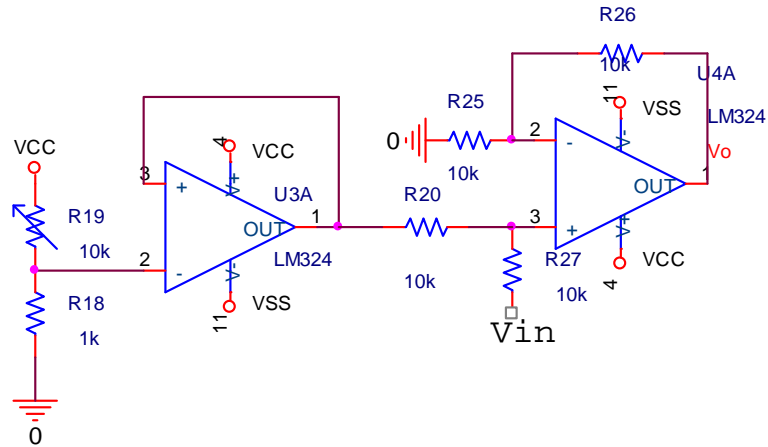 R26
10k
U4A
11
VSS
LM324
R25
V-
0
2
-
Vo
4
VCC
10k
OUT
1
VCC
3
+
V+
U3A
R20
R19
OUT
1
3
+
V+
10k
2
-
V-
LM324
10k
R27
VCC
R18
VSS
10k
4
1k
11
Vin
0